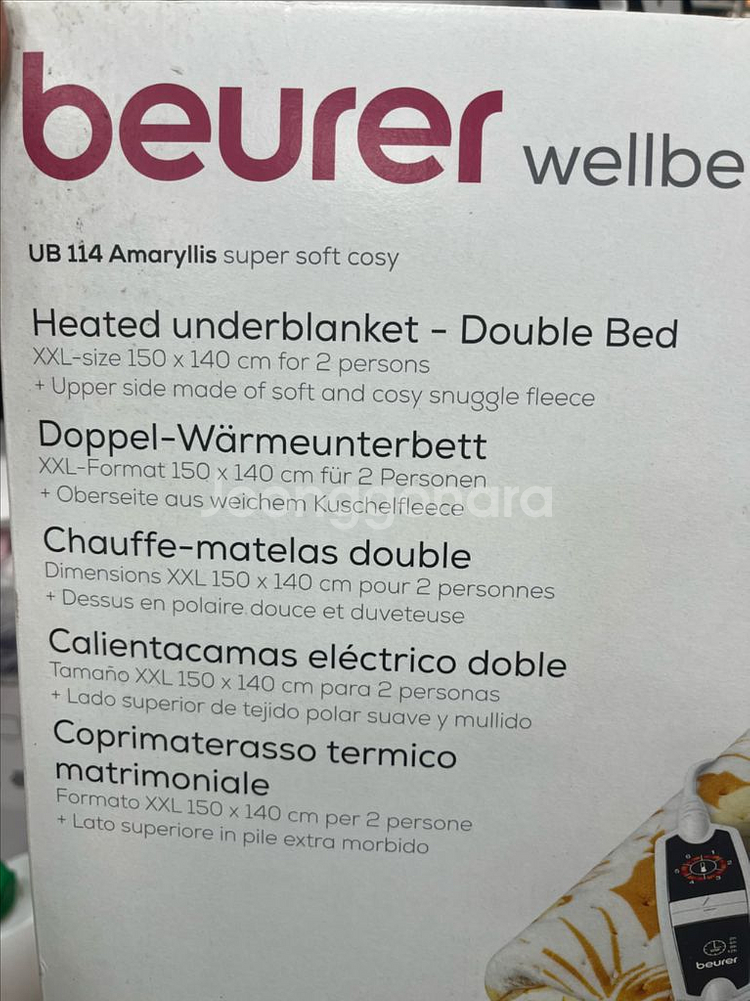 beurer wellbe
UB 114 Amaryllis super soft cosy
Heated underblanket - Double Bed
XXL-size 150 x 140 cm for 2 persons
+ Upper side made of soft and cosy snuggle fleece
Doppel-Wärmeunterbett
XXL-Format 150 x 140 cm für 2 Personen
+ Oberseite aus weichem Kuschelfleece
Joonggonara
Chauffe-matelas double
Dimensions XXL 150 x 140 cm pour 2 personnes
+ Dessus en polaire douce et duveteuse
Calientacamas eléctrico doble
Tamaño XXL 150 x 140 cm para 2 personas
+ Lado superior de tejido polar suave y mullido
Coprimaterasso termico
matrimoniale
Formato XXL 150 x 140 cm per 2 persone
+ Lato superiore in pile extra morbido
beurer